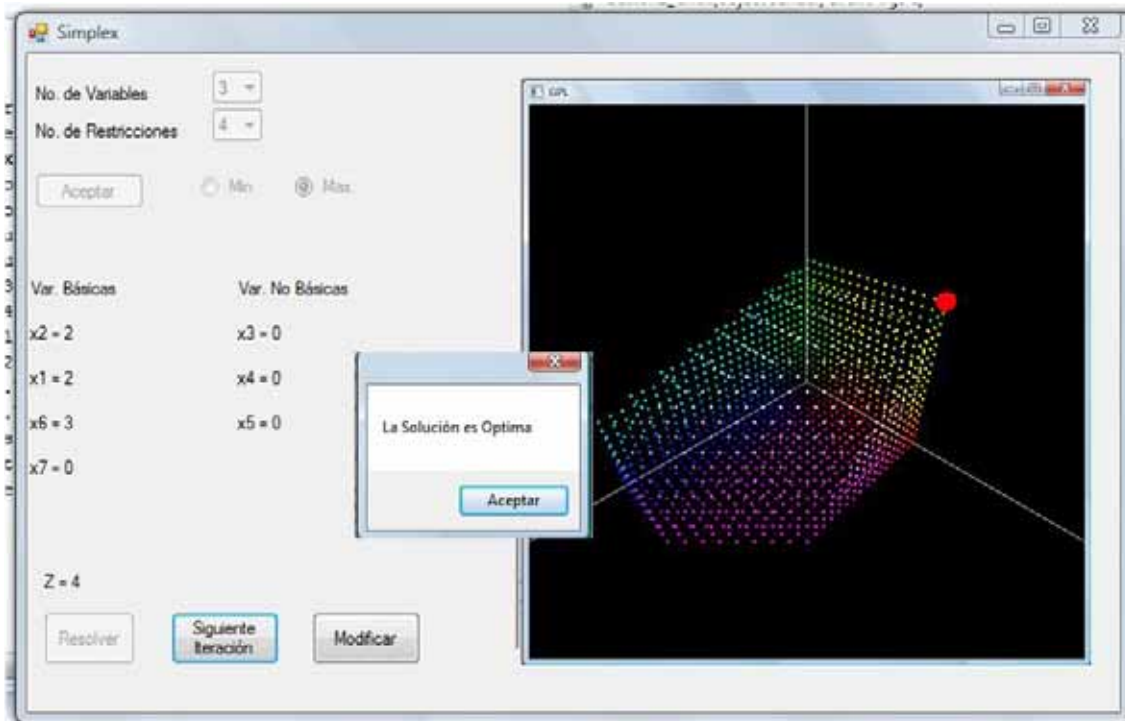 Simplex
No. de Variables 3
No. de Restricciones 4
Aceptar Min Max.
Var. Básicas Var. No Básicas
x2 = 2 x3 = 0
x1 = 2 x4 = 0
x6 = 3 x5 = 0
x7 = 0
Z = 4
Resolver
Siguiente
Iteración
Modificar
GPL
La Solución es Optima
Aceptar